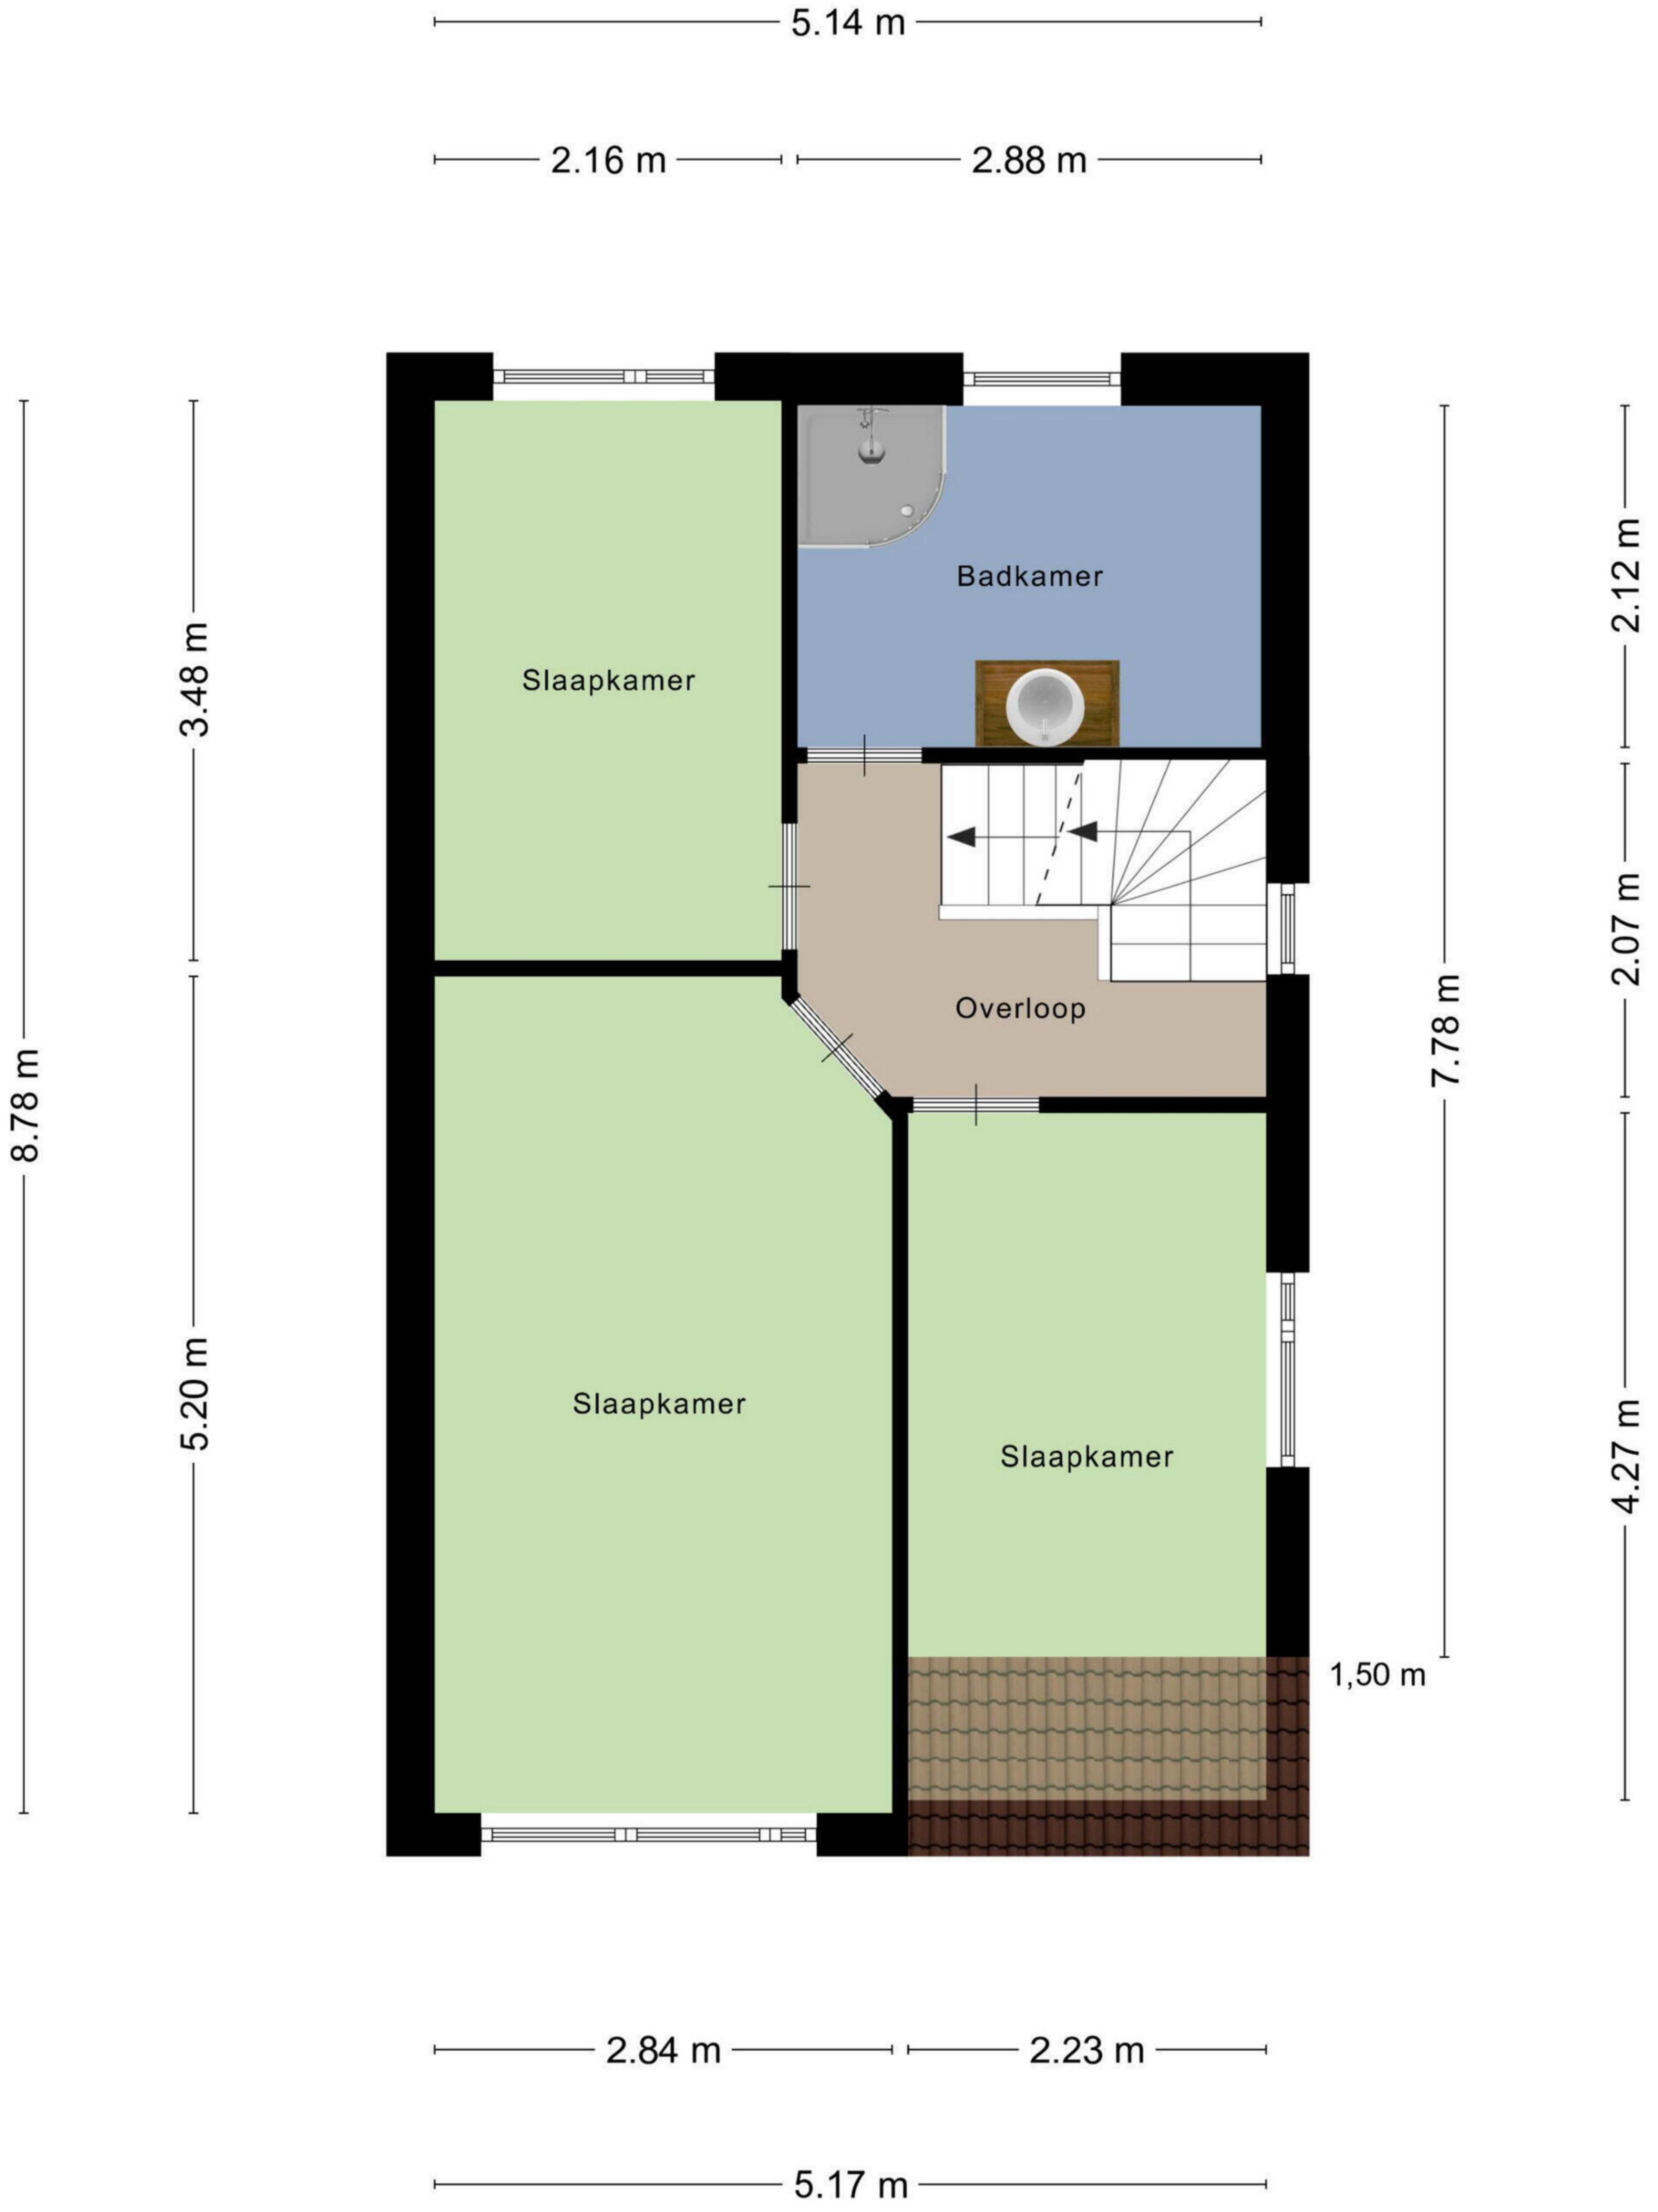 5.14 m
2.16 m
2.88 m
Badkamer
Slaapkamer
3.48 m
2.12 m
2.07 m
Overloop
7.78 m
8.78 m
5.20 m
Slaapkamer
Slaapkamer
4.27 m
1,50 m
2.84 m
2.23 m
5.17 m